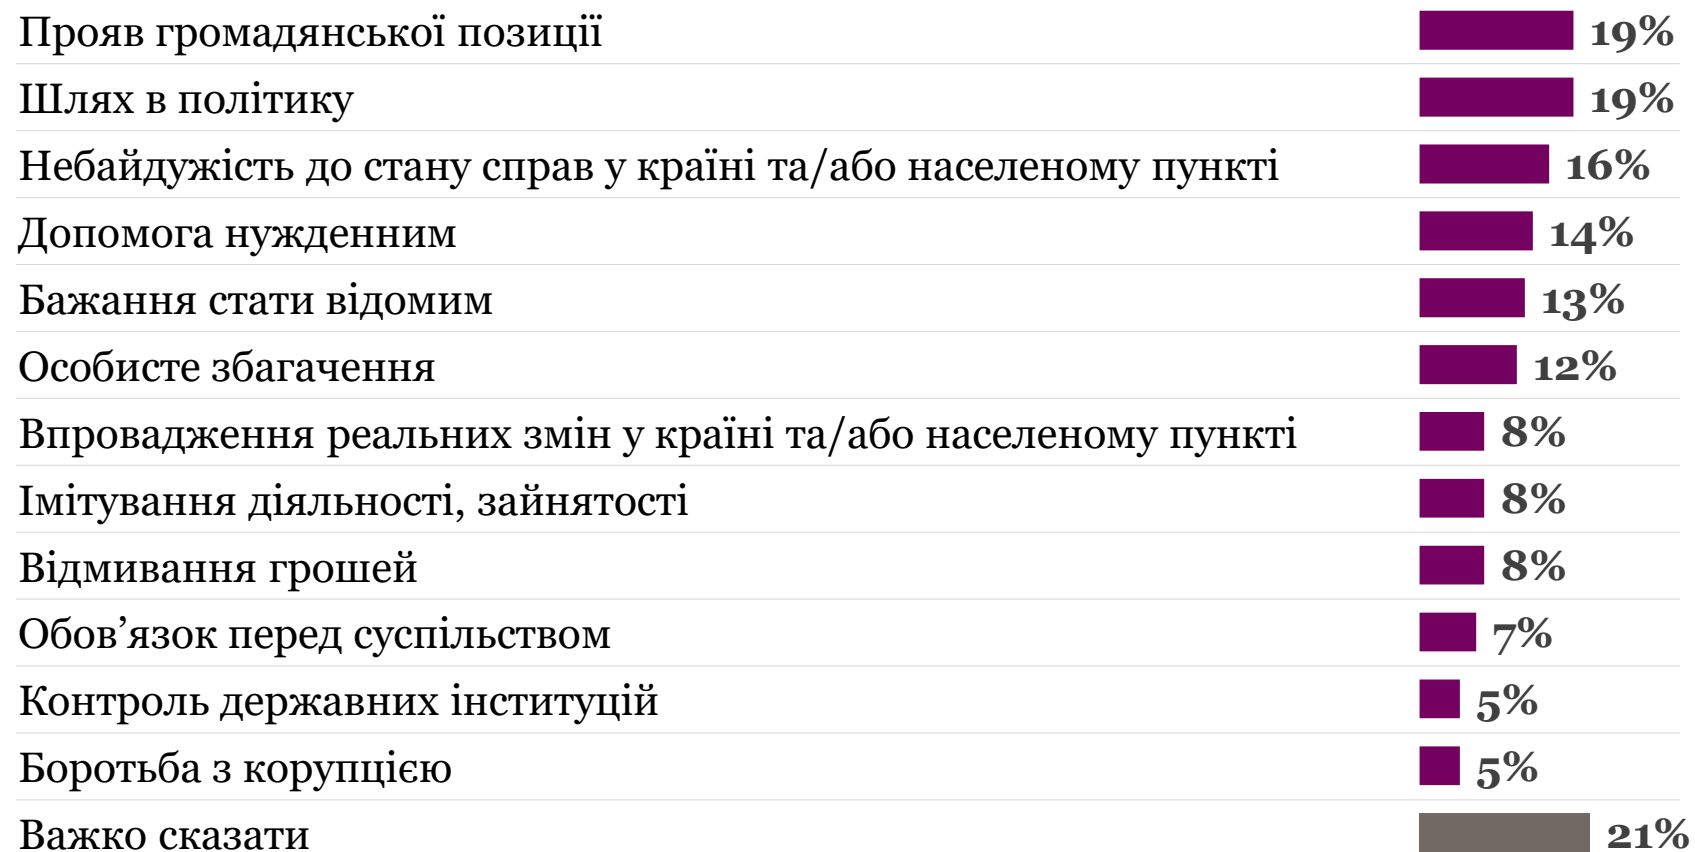 Прояв громадянської позиції 19%
Шлях в політику 19%
Небайдужість до стану справ у країні та/або населеному пункті 16%
Допомога нужденним 14%
Бажання стати відомим 13%
Особисте збагачення 12%
Впровадження реальних змін у країні та/або населеному пункті 8%
Імітування діяльності, зайнятості 8%
Відмивання грошей 8%
Обов’язок перед суспільством 7%
Контроль державних інституцій 5%
Боротьба з корупцією 5%
Важко сказати 21%